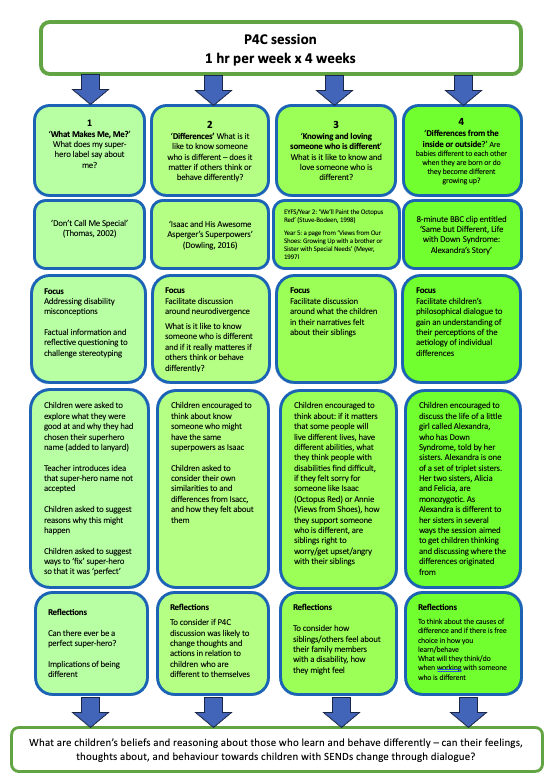 P4C session
1 hr per week x 4 weeks
1
‘What Makes Me, Me?’
What does my super-
hero label say about
me?
2
‘Differences’ What is it
like to know someone
who is different – does it
matter if others think or
behave differently?
3
‘Knowing and loving
someone who is different’
What is it like to know and
love someone who is
different?
4
‘Differences from the
inside or outside?’ Are
babies different to each other
when they are born or do
they become different
growing up?
‘Don’t Call Me Special’
(Thomas, 2002)
‘Isaac and His Awesome
Asperger’s Superpowers’
(Dowling, 2016)
EYFS/Year 2: ‘We’ll Paint the Octopus
Red’ (Stuve-Bodeen, 1998)
Year 5: a page from ‘Views from Our
Shoes: Growing Up with a brother or
Sister with Special Needs’ (Meyer,
1997)
8-minute BBC clip entitled
‘Same but Different, Life
with Down Syndrome:
Alexandra’s Story’
Focus
Addressing disability
misconceptions
Factual information and
reflective questioning to
challenge stereotyping
Focus
Facilitate discussion
around neurodivergence
What is it like to know
someone who is different
and if it really matteres if
others think or behave
differently?
Focus
Facilitate discussion
around what the children
in their narratives felt
about their siblings
Focus
Facilitate children’s
philosophical dialogue to
gain an understanding of
their perceptions of the
aetiology of individual
differences
Children were asked to
explore what they were
good at and why they had
chosen their superhero
name (added to lanyard)
Teacher introduces idea
that super-hero name not
accepted
Children asked to suggest
reasons why this might
happen
Children asked to suggest
ways to ‘fix’ super-hero
so that it was ‘perfect’
Children encouraged to
think about know
someone who might
have the same
superpowers as Isaac
Children asked to
consider their own
similarities to and
differences from Isacc,
and how they felt about
them
Children encouraged to
think about: if it matters
that some people will
live different lives, have
different abilities, what
they think people with
disabilities find difficult,
if they felt sorry for
someone like Isaac
(Octopus Red) or Annie
(Views from Shoes), how
they support someone
who is different, are
siblings right to
worry/get upset/angry
with their siblings
Children encouraged to
discuss the life of a little
girl called Alexandra,
who has Down
Syndrome, told by her
sisters. Alexandra is one
of a set of triplet sisters.
Her two sisters, Alicia
and Felicia, are
monozygotic. As
Alexandra is different to
her sisters in several
ways the session aimed
to get children thinking
and discussing where the
differences originated
from
Reflections
Can there ever be a
perfect super-hero?
Implications of being
different
Reflections
To consider if P4C
discussion was likely to
change thoughts and
actions in relation to
children who are
different to themselves
Reflections
To consider how
siblings/others feel about
their family members
with a disability, how
they might feel
Reflections
To think about the causes of
difference and if there is free
choice in how you
learn/behave
What will they think/do
when working with someone
who is different
What are children’s beliefs and reasoning about those who learn and behave differently – can their feelings,
thoughts about, and behaviour towards children with SENDs change through dialogue?